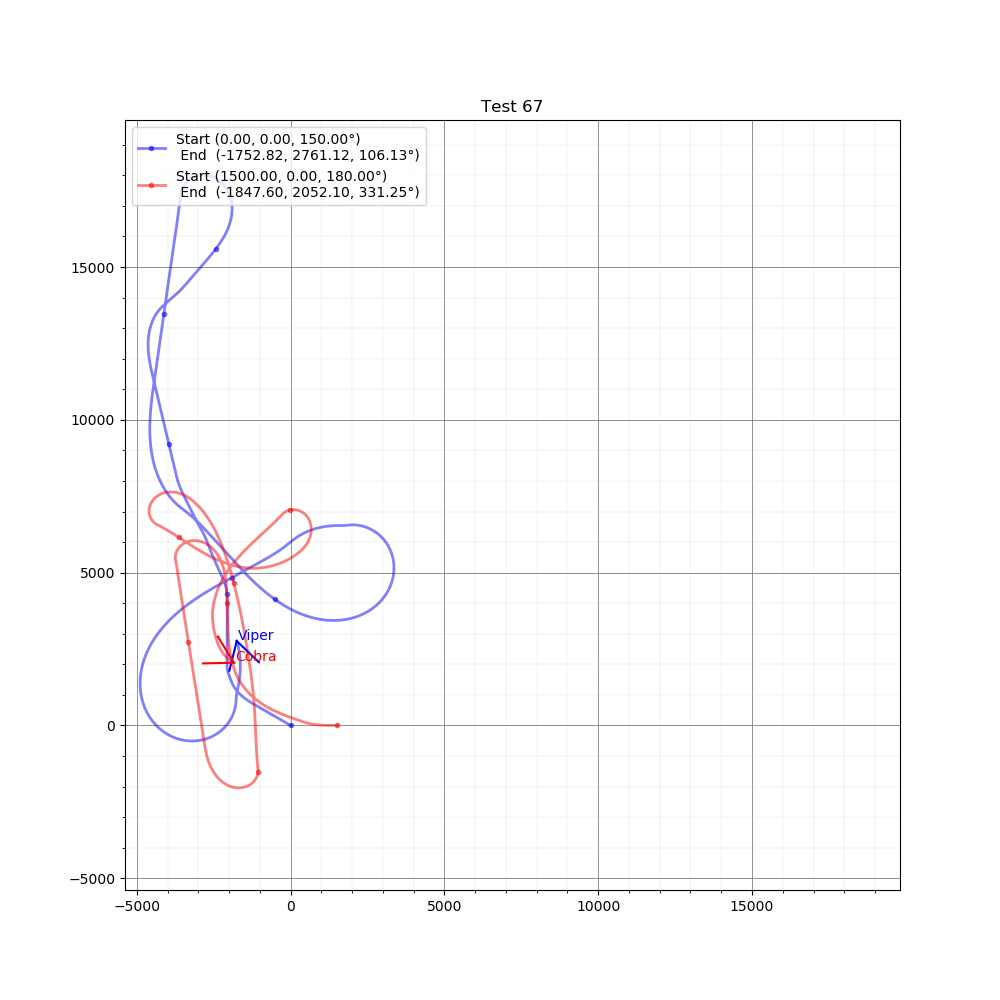 Test 67
Start (0.00, 0.00, 150.00°)
End (-1752.82, 2761.12, 106.13°)
Start (1500.00, 0.00, 180.00°)
End (-1847.60, 2052.10, 331.25°)
15000
10000
5000
Viper
Cobra
0
−5000
−5000 0 5000 10000 15000